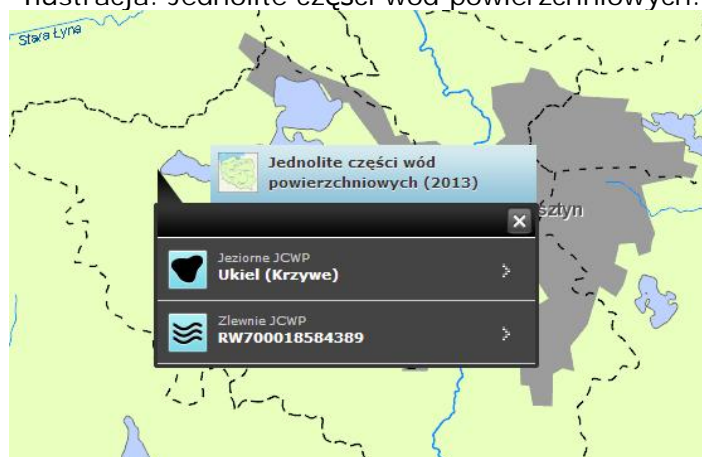 Ilustracja: Jednolite części wód powierzchniowych.
Stara Łyna
Jednolite części wód
powierzchniowych (2013)
sztyn
Jeziorne JCWP
Ukiel (Krzywe)
Zlewnie JCWP
RW700018584389